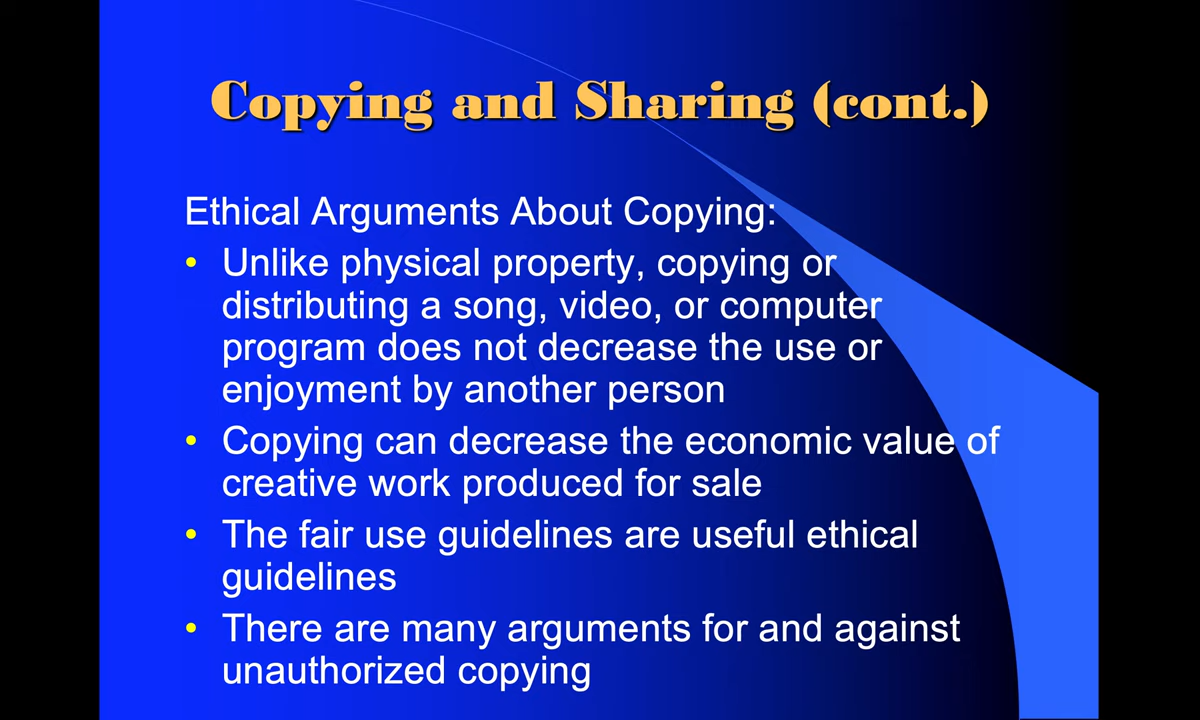 Copying and Sharing (cont.)
Ethical Arguments About Copying:
• Unlike physical property, copying or
distributing a song, video, or computer
program does not decrease the use or
enjoyment by another person
• Copying can decrease the economic value of
creative work produced for sale
• The fair use guidelines are useful ethical
guidelines
• There are many arguments for and against
unauthorized copying